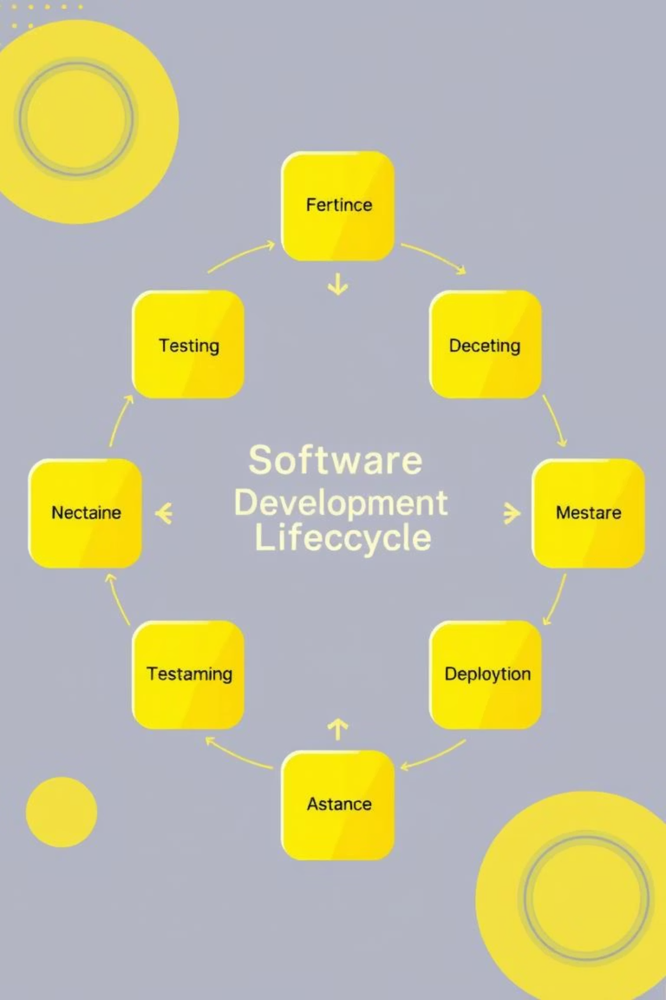 Fertince
Testing
Deceting
Software
Development
Lifeccycle
Nectaine
Mestare
Testaming
Deploytion
Astance